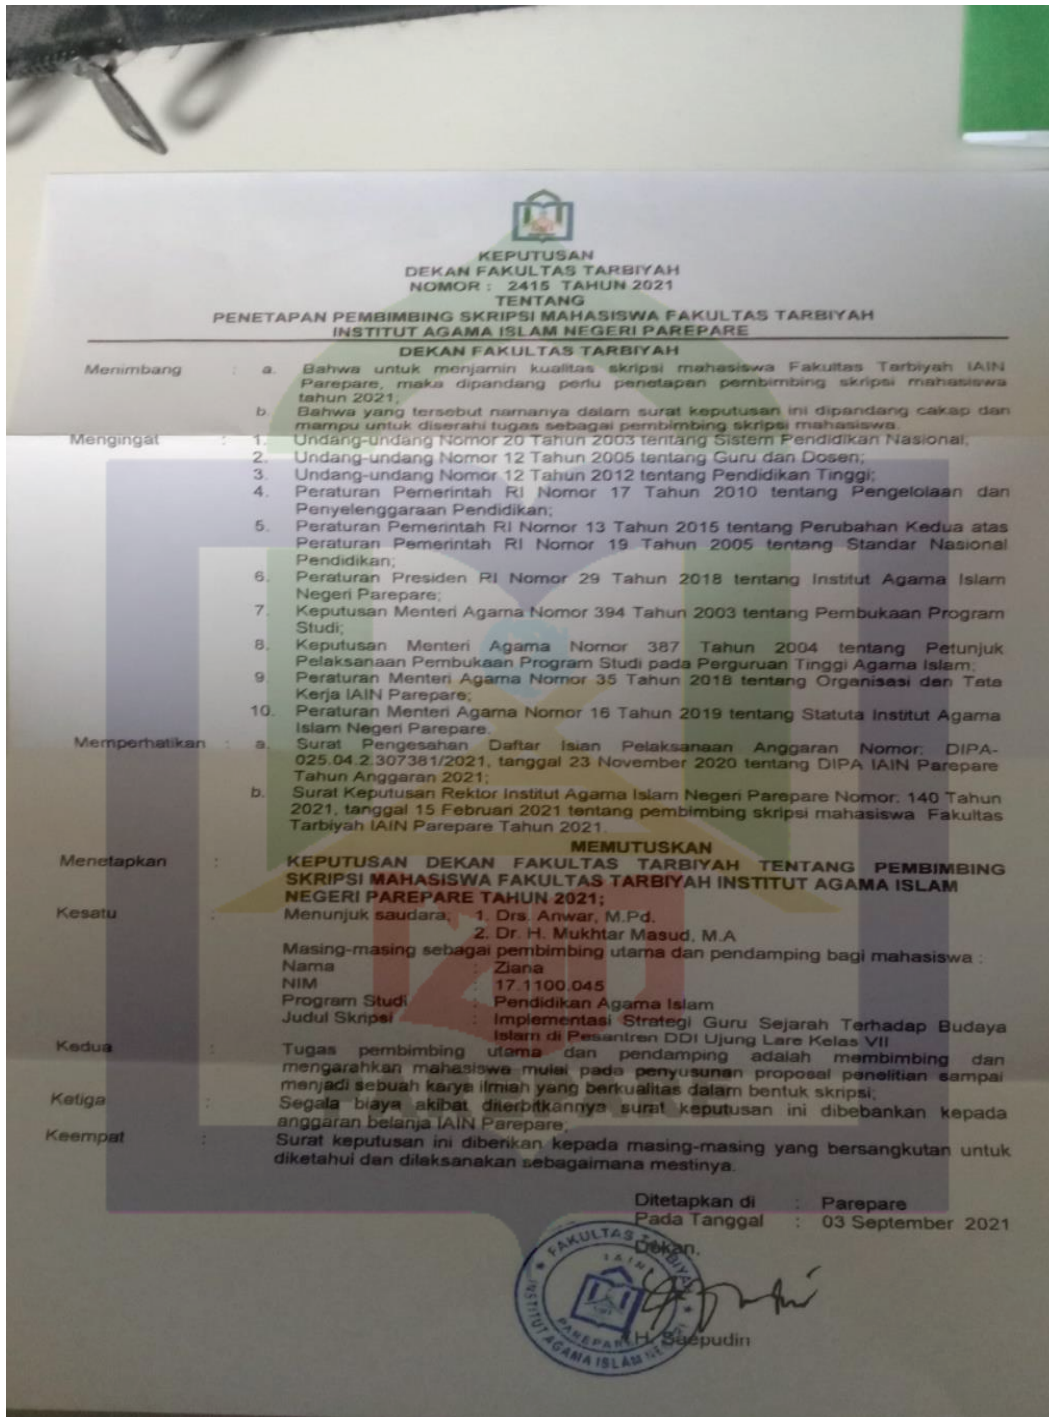 KEPUTUSAN
DEKAN FAKULTAS TARBIYAH
NOMOR : 2415 TAHUN 2021
TENTANG
PENETAPAN PEMBIMBING SKRIPSI MAHASISWA FAKULTAS TARBIYAH
INSTITUT AGAMA ISLAM NEGERI PAREPARE
DEKAN FAKULTAS TARBIYAH
Menimbang : a. Bahwa untuk menjamin kualitas skripsi mahasiswa Fakultas Tarbiyah IAIN
Parepare, maka dipandang perlu penetapan pembimbing skripsi mahasiswa
tahun 2021;
b. Bahwa yang tersebut namanya dalam surat keputusan ini dipandang cakap dan
mampu untuk diserahi tugas sebagai pembimbing skripsi mahasiswa.
Mengingat : 1. Undang-undang Nomor 20 Tahun 2003 tentang Sistem Pendidikan Nasional;
2. Undang-undang Nomor 12 Tahun 2005 tentang Guru dan Dosen;
3. Undang-undang Nomor 12 Tahun 2012 tentang Pendidikan Tinggi;
4. Peraturan Pemerintah RI Nomor 17 Tahun 2010 tentang Pengelolaan dan
Penyelenggaraan Pendidikan;
5. Peraturan Pemerintah RI Nomor 13 Tahun 2015 tentang Perubahan Kedua atas
Peraturan Pemerintah RI Nomor 19 Tahun 2005 tentang Standar Nasional
Pendidikan;
6. Peraturan Presiden RI Nomor 29 Tahun 2018 tentang Institut Agama Islam
Negeri Parepare;
7. Keputusan Menteri Agama Nomor 394 Tahun 2003 tentang Pembukaan Program
Studi;
8. Keputusan Menteri Agama Nomor 387 Tahun 2004 tentang Petunjuk
Pelaksanaan Pembukaan Program Studi pada Perguruan Tinggi Agama Islam;
9. Peraturan Menteri Agama Nomor 35 Tahun 2018 tentang Organisasi dan Tata
Kerja IAIN Parepare;
10. Peraturan Menteri Agama Nomor 16 Tahun 2019 tentang Statuta Institut Agama
Islam Negeri Parepare.
Memperhatikan : a. Surat Pengesahan Daftar Isian Pelaksanaan Anggaran Nomor: DIPA-
025.04.2.307381/2021, tanggal 23 November 2020 tentang DIPA IAIN Parepare
Tahun Anggaran 2021;
b. Surat Keputusan Rektor Institut Agama Islam Negeri Parepare Nomor: 140 Tahun
2021, tanggal 15 Februari 2021 tentang pembimbing skripsi mahasiswa Fakultas
Tarbiyah IAIN Parepare Tahun 2021.
MEMUTUSKAN
Menetapkan : KEPUTUSAN DEKAN FAKULTAS TARBIYAH TENTANG PEMBIMBING
SKRIPSI MAHASISWA FAKULTAS TARBIYAH INSTITUT AGAMA ISLAM
NEGERI PAREPARE TAHUN 2021;
Kesatu : Menunjuk saudara; 1. Drs. Anwar, M.Pd.
2. Dr. H. Mukhtar Masud, M.A
Masing-masing sebagai pembimbing utama dan pendamping bagi mahasiswa :
Nama : Ziana
NIM : 17.1100.045
Program Studi : Pendidikan Agama Islam
Judul Skripsi : Implementasi Strategi Guru Sejarah Terhadap Budaya
Islam di Pesantren DDI Ujung Lare Kelas VII
Kedua : Tugas pembimbing utama dan pendamping adalah membimbing dan
mengarahkan mahasiswa mulai pada penyusunan proposal penelitian sampai
menjadi sebuah karya ilmiah yang berkualitas dalam bentuk skripsi;
Ketiga : Segala biaya akibat diterbitkannya surat keputusan ini dibebankan kepada
anggaran belanja IAIN Parepare;
Keempat : Surat keputusan ini diberikan kepada masing-masing yang bersangkutan untuk
diketahui dan dilaksanakan sebagaimana mestinya.
Ditetapkan di : Parepare
Pada Tanggal : 03 September 2021
Dekan,
FAKULTAS TARBIYAH
IAIN
PAREPARE
INSTITUT AGAMA ISLAM NEGERI
H. Saepudin